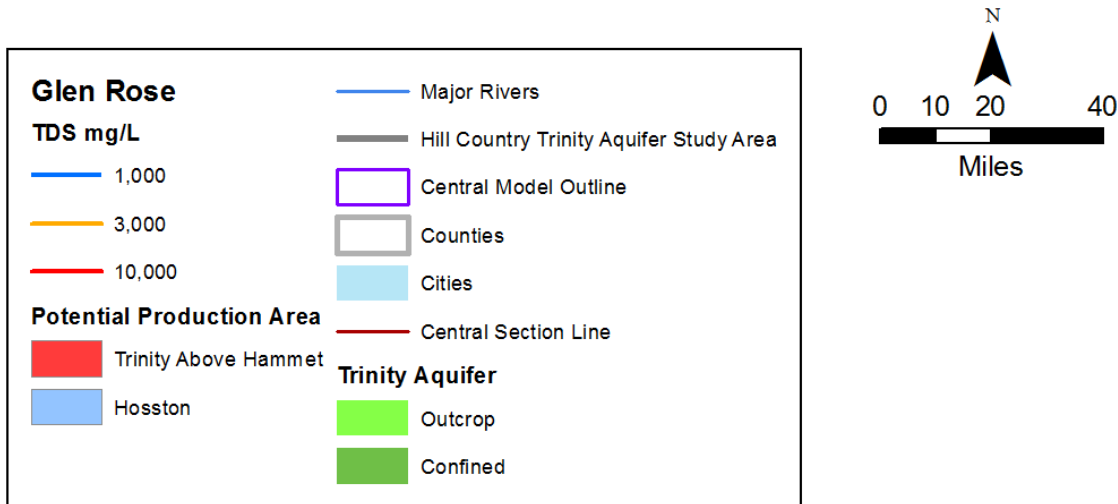 Glen Rose
TDS mg/L
1,000
3,000
10,000
Potential Production Area
Trinity Above Hammet
Hosston
Major Rivers
Hill Country Trinity Aquifer Study Area
Central Model Outline
Counties
Cities
Central Section Line
Trinity Aquifer
Outcrop
Confined
N
0 10 20 40
Miles